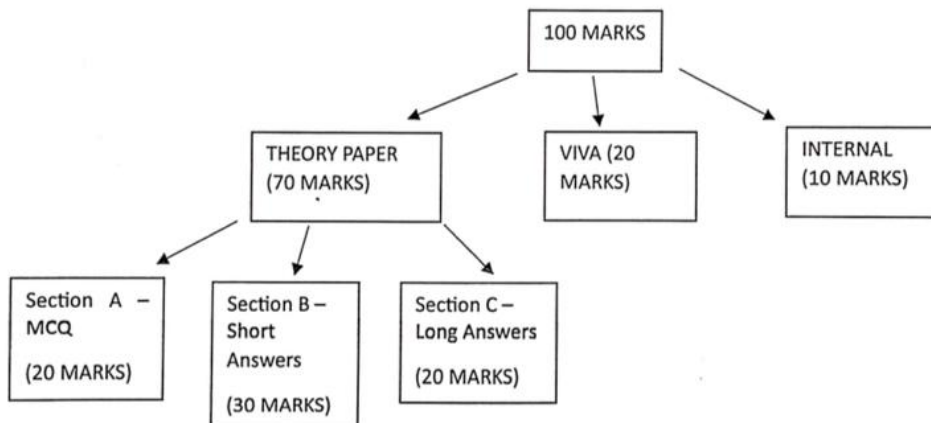 100 MARKS
THEORY PAPER
(70 MARKS)
VIVA (20
MARKS)
INTERNAL
(10 MARKS)
Section A –
MCQ
(20 MARKS)
Section B –
Short
Answers
(30 MARKS)
Section C –
Long Answers
(20 MARKS)